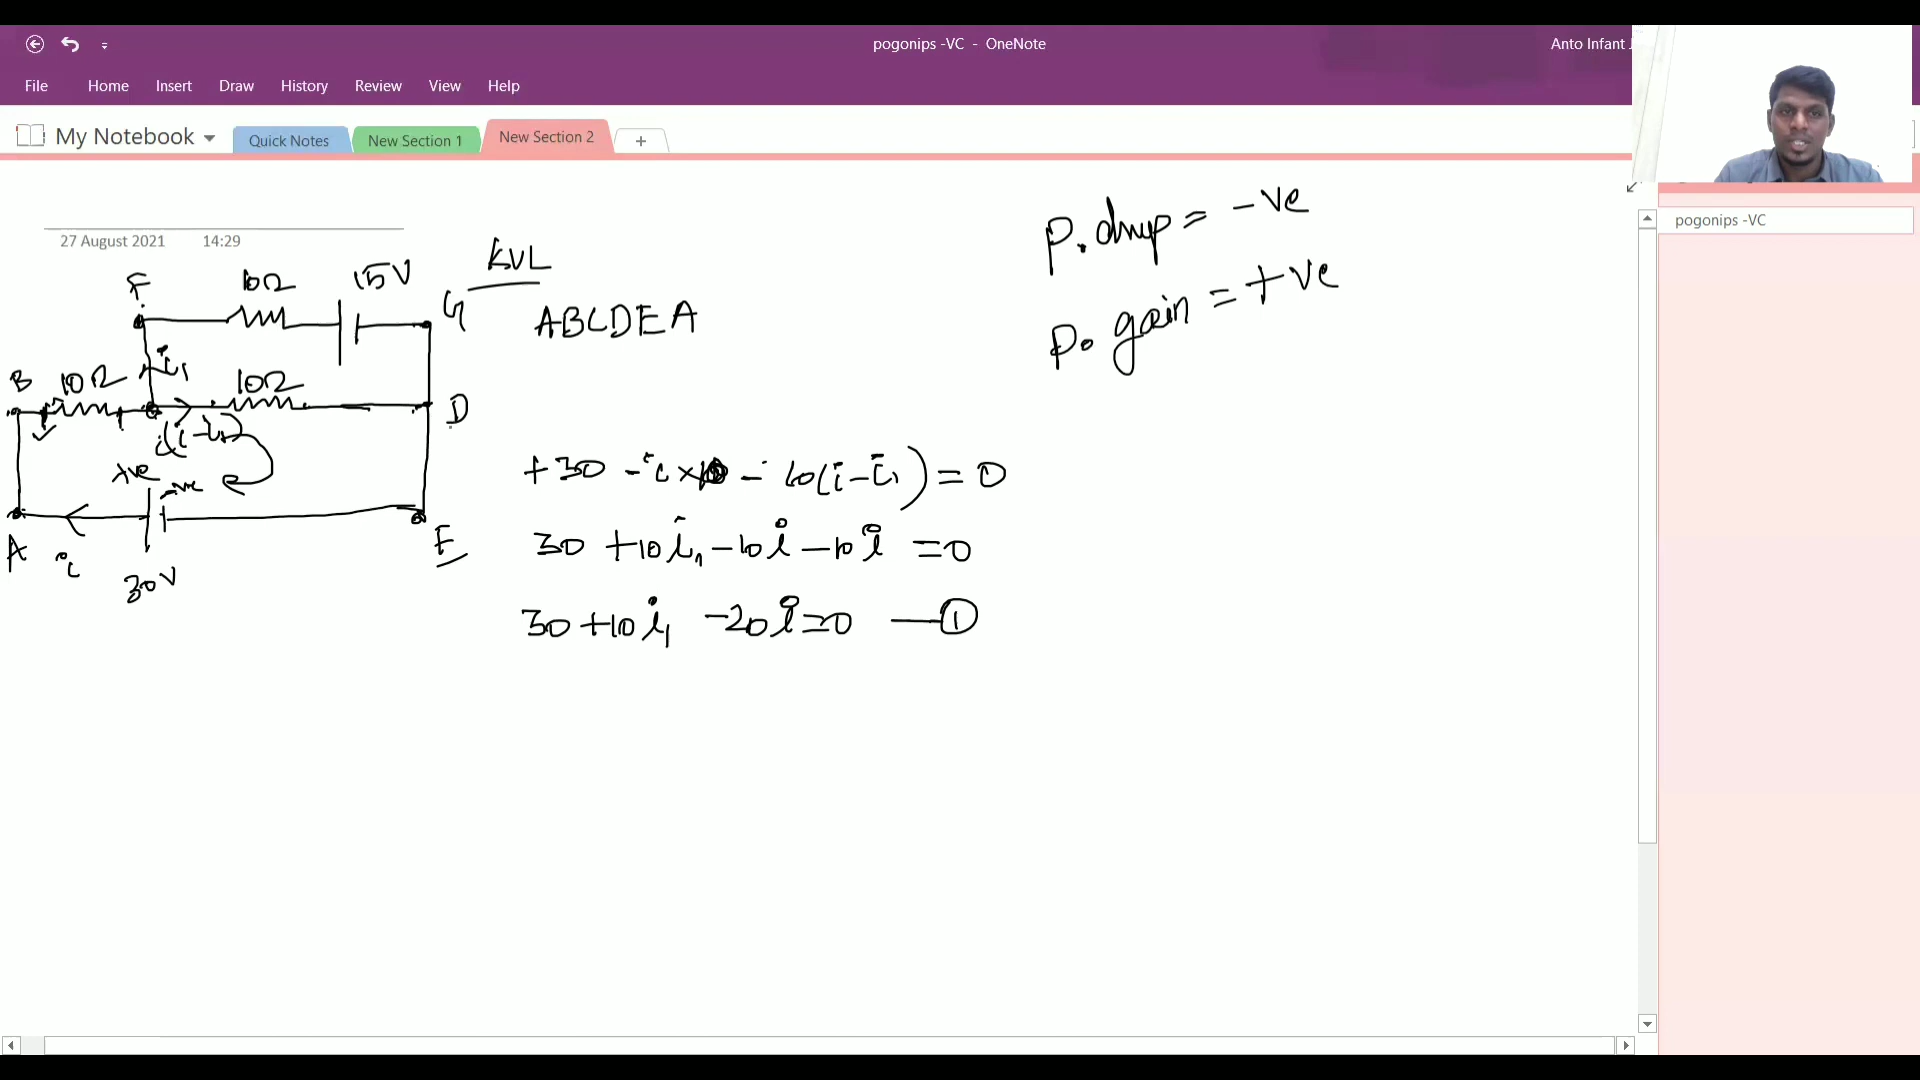 pogonips -VC - OneNote
Anto Infant J
File Home Insert Draw History Review View Help
My Notebook
Quick Notes
New Section 1
New Section 2
+
pogonips -VC
27 August 2021 14:29
P. drop = -ve
P. gain = +ve
KVL
ABCDEA
F 10Ω 15V G
i₁
B 10Ω 10Ω D
(i-i₁)
+ve -ve
A i 30V E
+30 - i×10 - 10(i-i₁) = 0
30 +10i₁ -10i -10i =0
30 +10i₁ -20i=0 —①